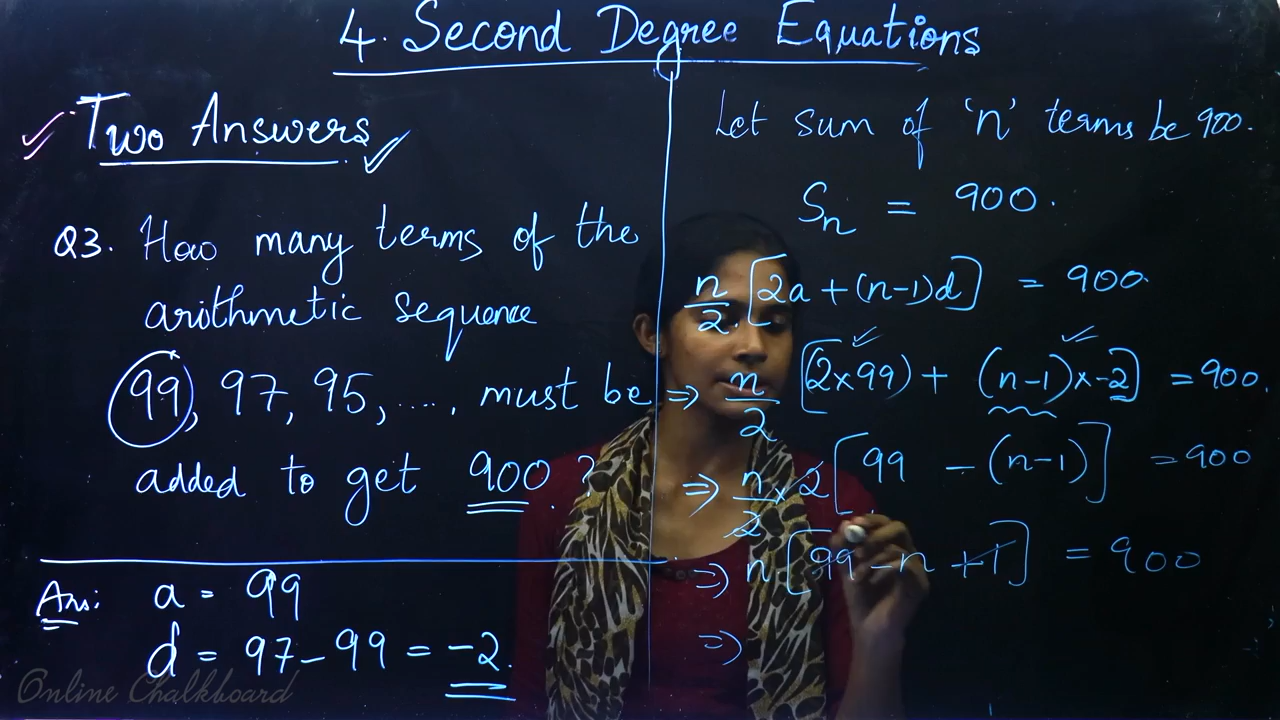 4. Second Degree Equations
Two Answers
Q3. How many terms of the
arithmetic sequence
99, 97, 95, ...., must be
added to get 900 ?
Ans: a = 99
d = 97 - 99 = -2.
Let sum of 'n' terms be 900.
Sn = 900.
n/2 [2a + (n-1)d] = 900.
⇒ n/2 [(2×99) + (n-1)×-2] = 900.
⇒ n/2 × 2 [99 - (n-1)] = 900
⇒ n [99 - n + 1] = 900
⇒
Online Chalkboard